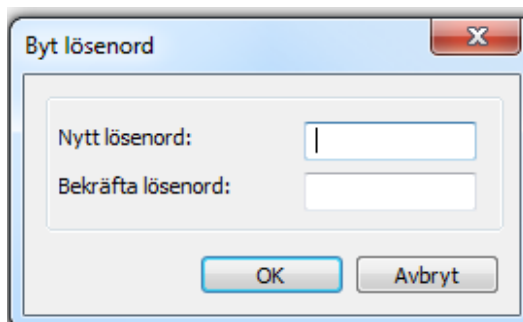 Byt lösenord
Nytt lösenord:
Bekräfta lösenord:
OK Avbryt